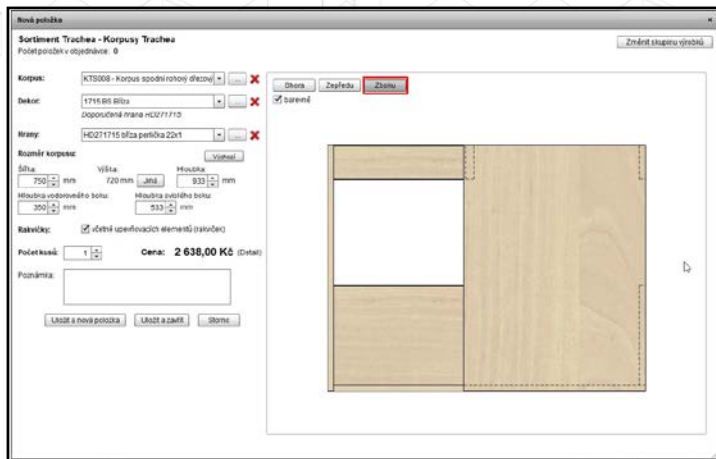 Nová položka
Sortiment Trachea - Korpusy Trachea
Změnit skupinu výrobků
Počet položek v objednávce: 0
Korpus: KTS008 - Korpus spodní rohový dřezový ...
Shora Zepředu Zboku
barevně
Dekor: 1715 BS Bříza ...
Doporučená hrana HD271715
Hrany: HD271715 bříza perlička 22x1 ...
Rozměr korpusu: Výchozí
Šířka: Výška: Hloubka:
750 mm 720 mm Jiná 933 mm
Hloubka vodorovného boku: Hloubka svislého boku:
350 mm 533 mm
Rakvičky: včetně upevňovacích elementů (rakviček)
Počet kusů: 1 Cena: 2 638,00 Kč (Detail)
Poznámka:
Uložit a nová položka Uložit a zavřít Storno